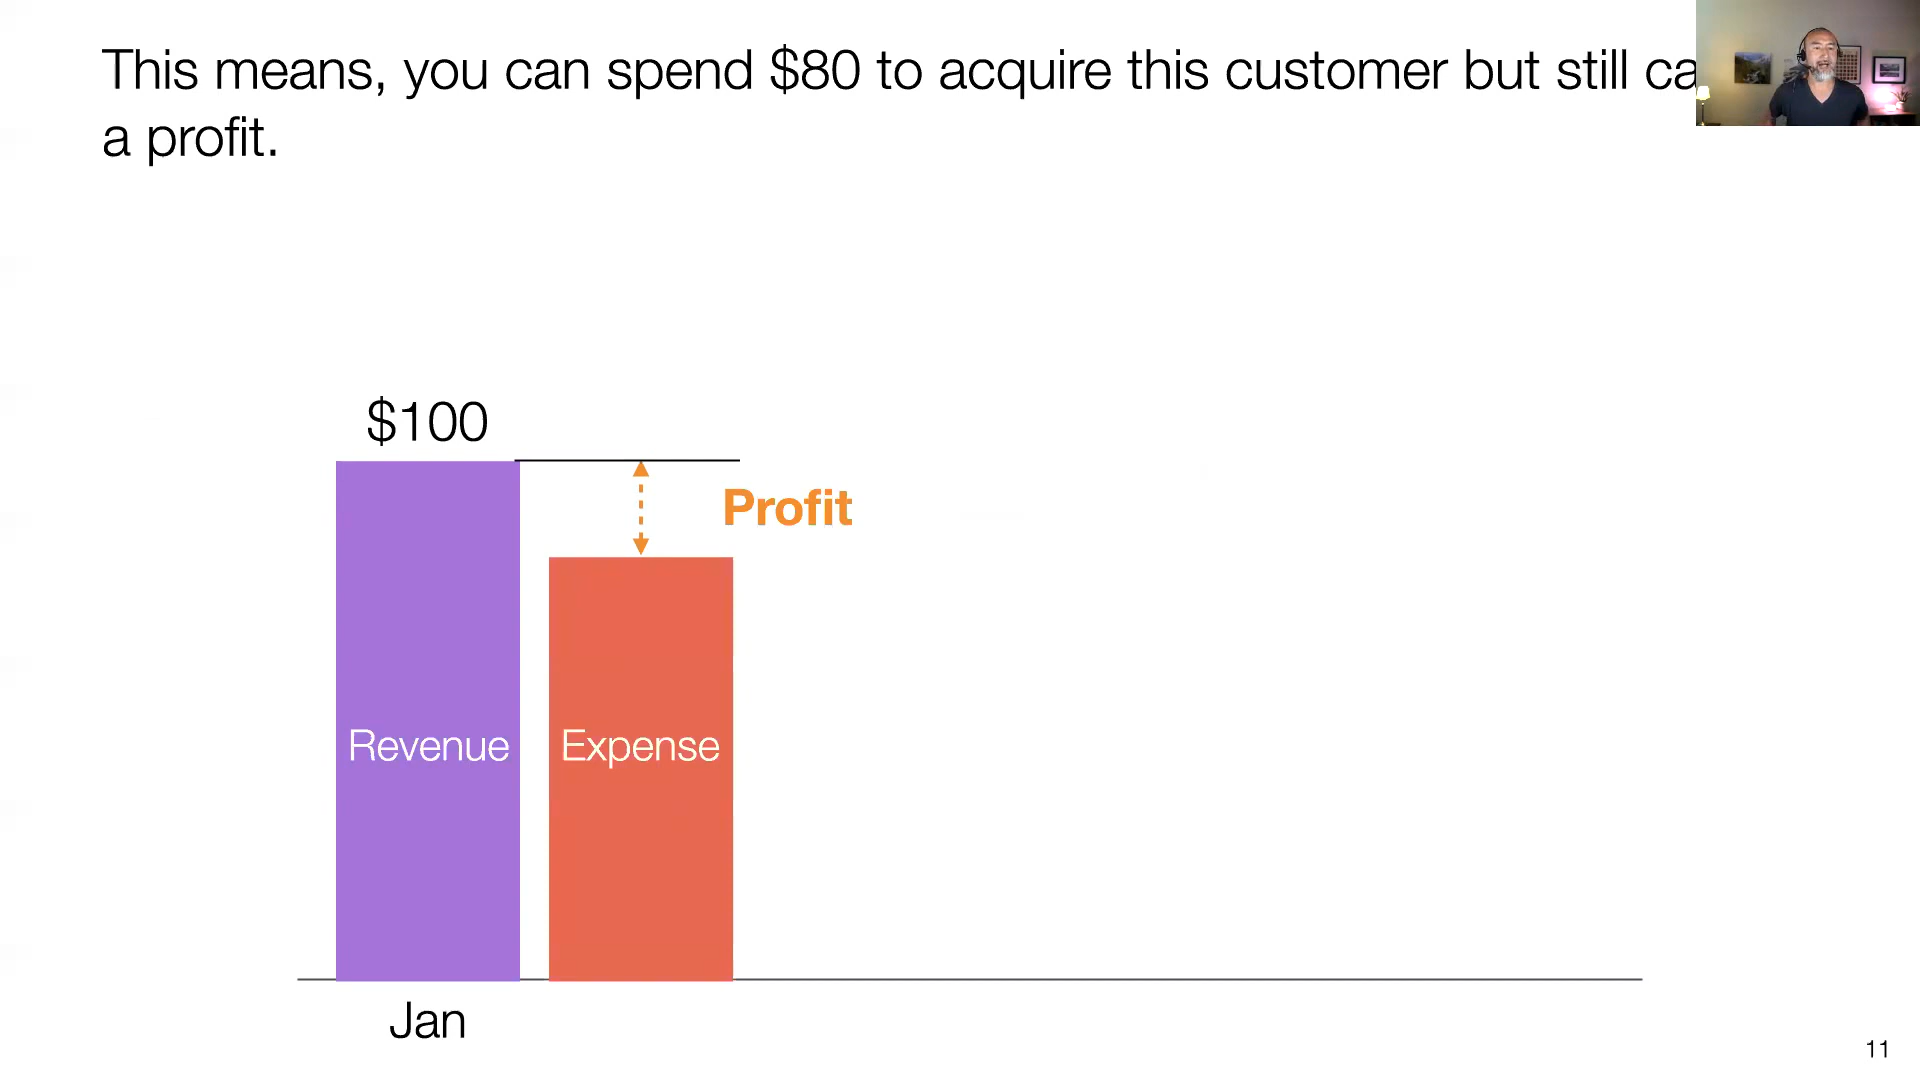 This means, you can spend $80 to acquire this customer but still
a profit.
$100
Profit
Revenue
Expense
Jan
11